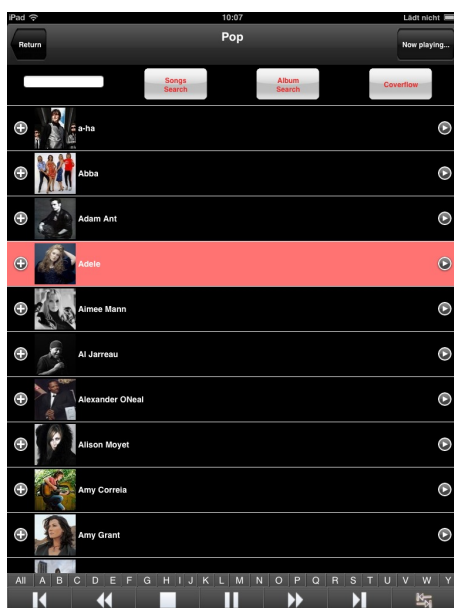 iPad 10:07 Lädt nicht
Return Pop Now playing...
Songs Search Album Search Coverflow
a-ha
Abba
Adam Ant
Adele
Aimee Mann
Al Jarreau
Alexander ONeal
Alison Moyet
Amy Correia
Amy Grant
All A B C D E F G H I J K L M N O P Q R S T U V W Y